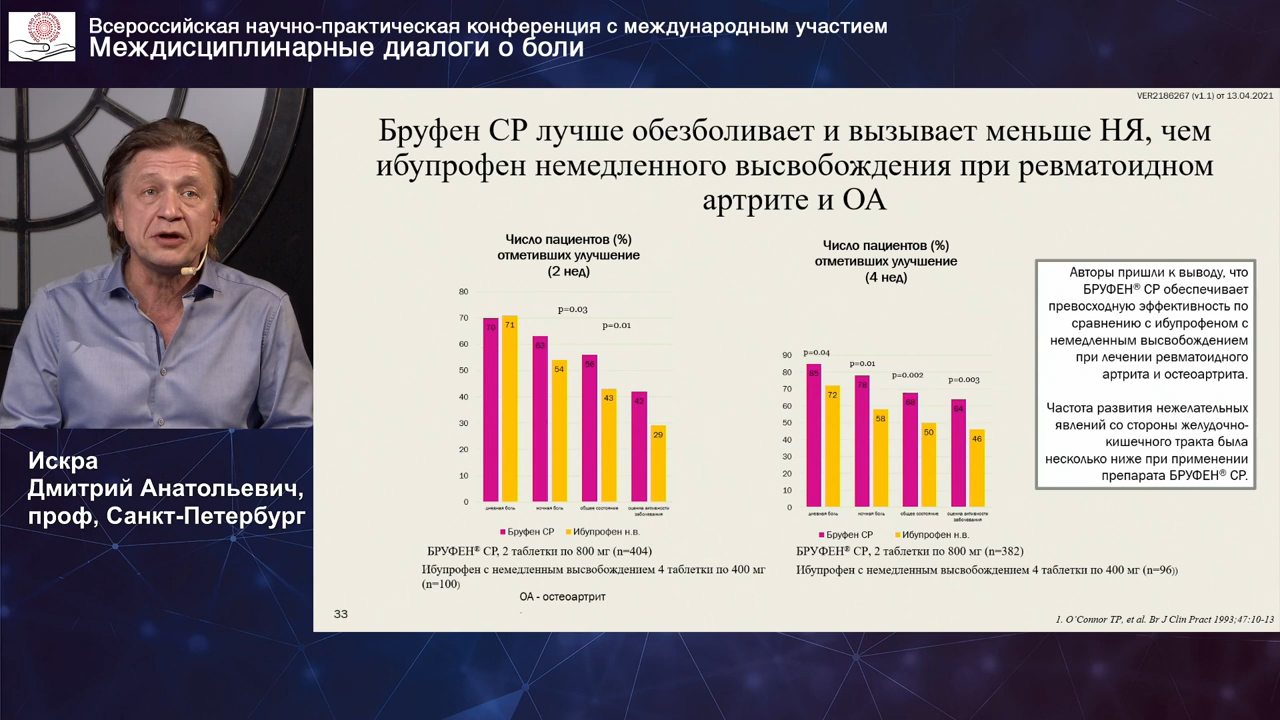 Всероссийская научно-практическая конференция с международным участием
Междисциплинарные диалоги о боли
VER2186267 (v1.1) от 13.04.2021
Бруфен СР лучше обезболивает и вызывает меньше НЯ, чем
ибупрофен немедленного высвобождения при ревматоидном
артрите и ОА
Число пациентов (%)
отметивших улучшение
(2 нед)
80
70
60
50
40
30
20
10
0
p=0.03
p=0.01
70
71
63
54
56
43
42
29
дневная боль
ночная боль
общее состояние
оценка активности
заболевания
Бруфен СР
Ибупрофен н.в.
БРУФЕН® СР, 2 таблетки по 800 мг (n=404)
Ибупрофен с немедленным высвобождением 4 таблетки по 400 мг
(n=100)
ОА - остеоартрит
Число пациентов (%)
отметивших улучшение
(4 нед)
90
80
70
60
50
40
30
20
10
0
p=0.04
p=0.01
p=0.002
p=0.003
85
72
78
58
68
50
64
46
дневная боль
ночная боль
общее состояние
оценка активности
заболевания
Бруфен СР
Ибупрофен н.в.
БРУФЕН® СР, 2 таблетки по 800 мг (n=382)
Ибупрофен с немедленным высвобождением 4 таблетки по 400 мг (n=96))
Авторы пришли к выводу, что
БРУФЕН® СР обеспечивает
превосходную эффективность по
сравнению с ибупрофеном с
немедленным высвобождением
при лечении ревматоидного
артрита и остеоартрита.
Частота развития нежелательных
явлений со стороны желудочно-
кишечного тракта была
несколько ниже при применении
препарата БРУФЕН® СР.
33
1. O'Connor TP, et al. Br J Clin Pract 1993;47:10-13
Искра
Дмитрий Анатольевич,
проф, Санкт-Петербург